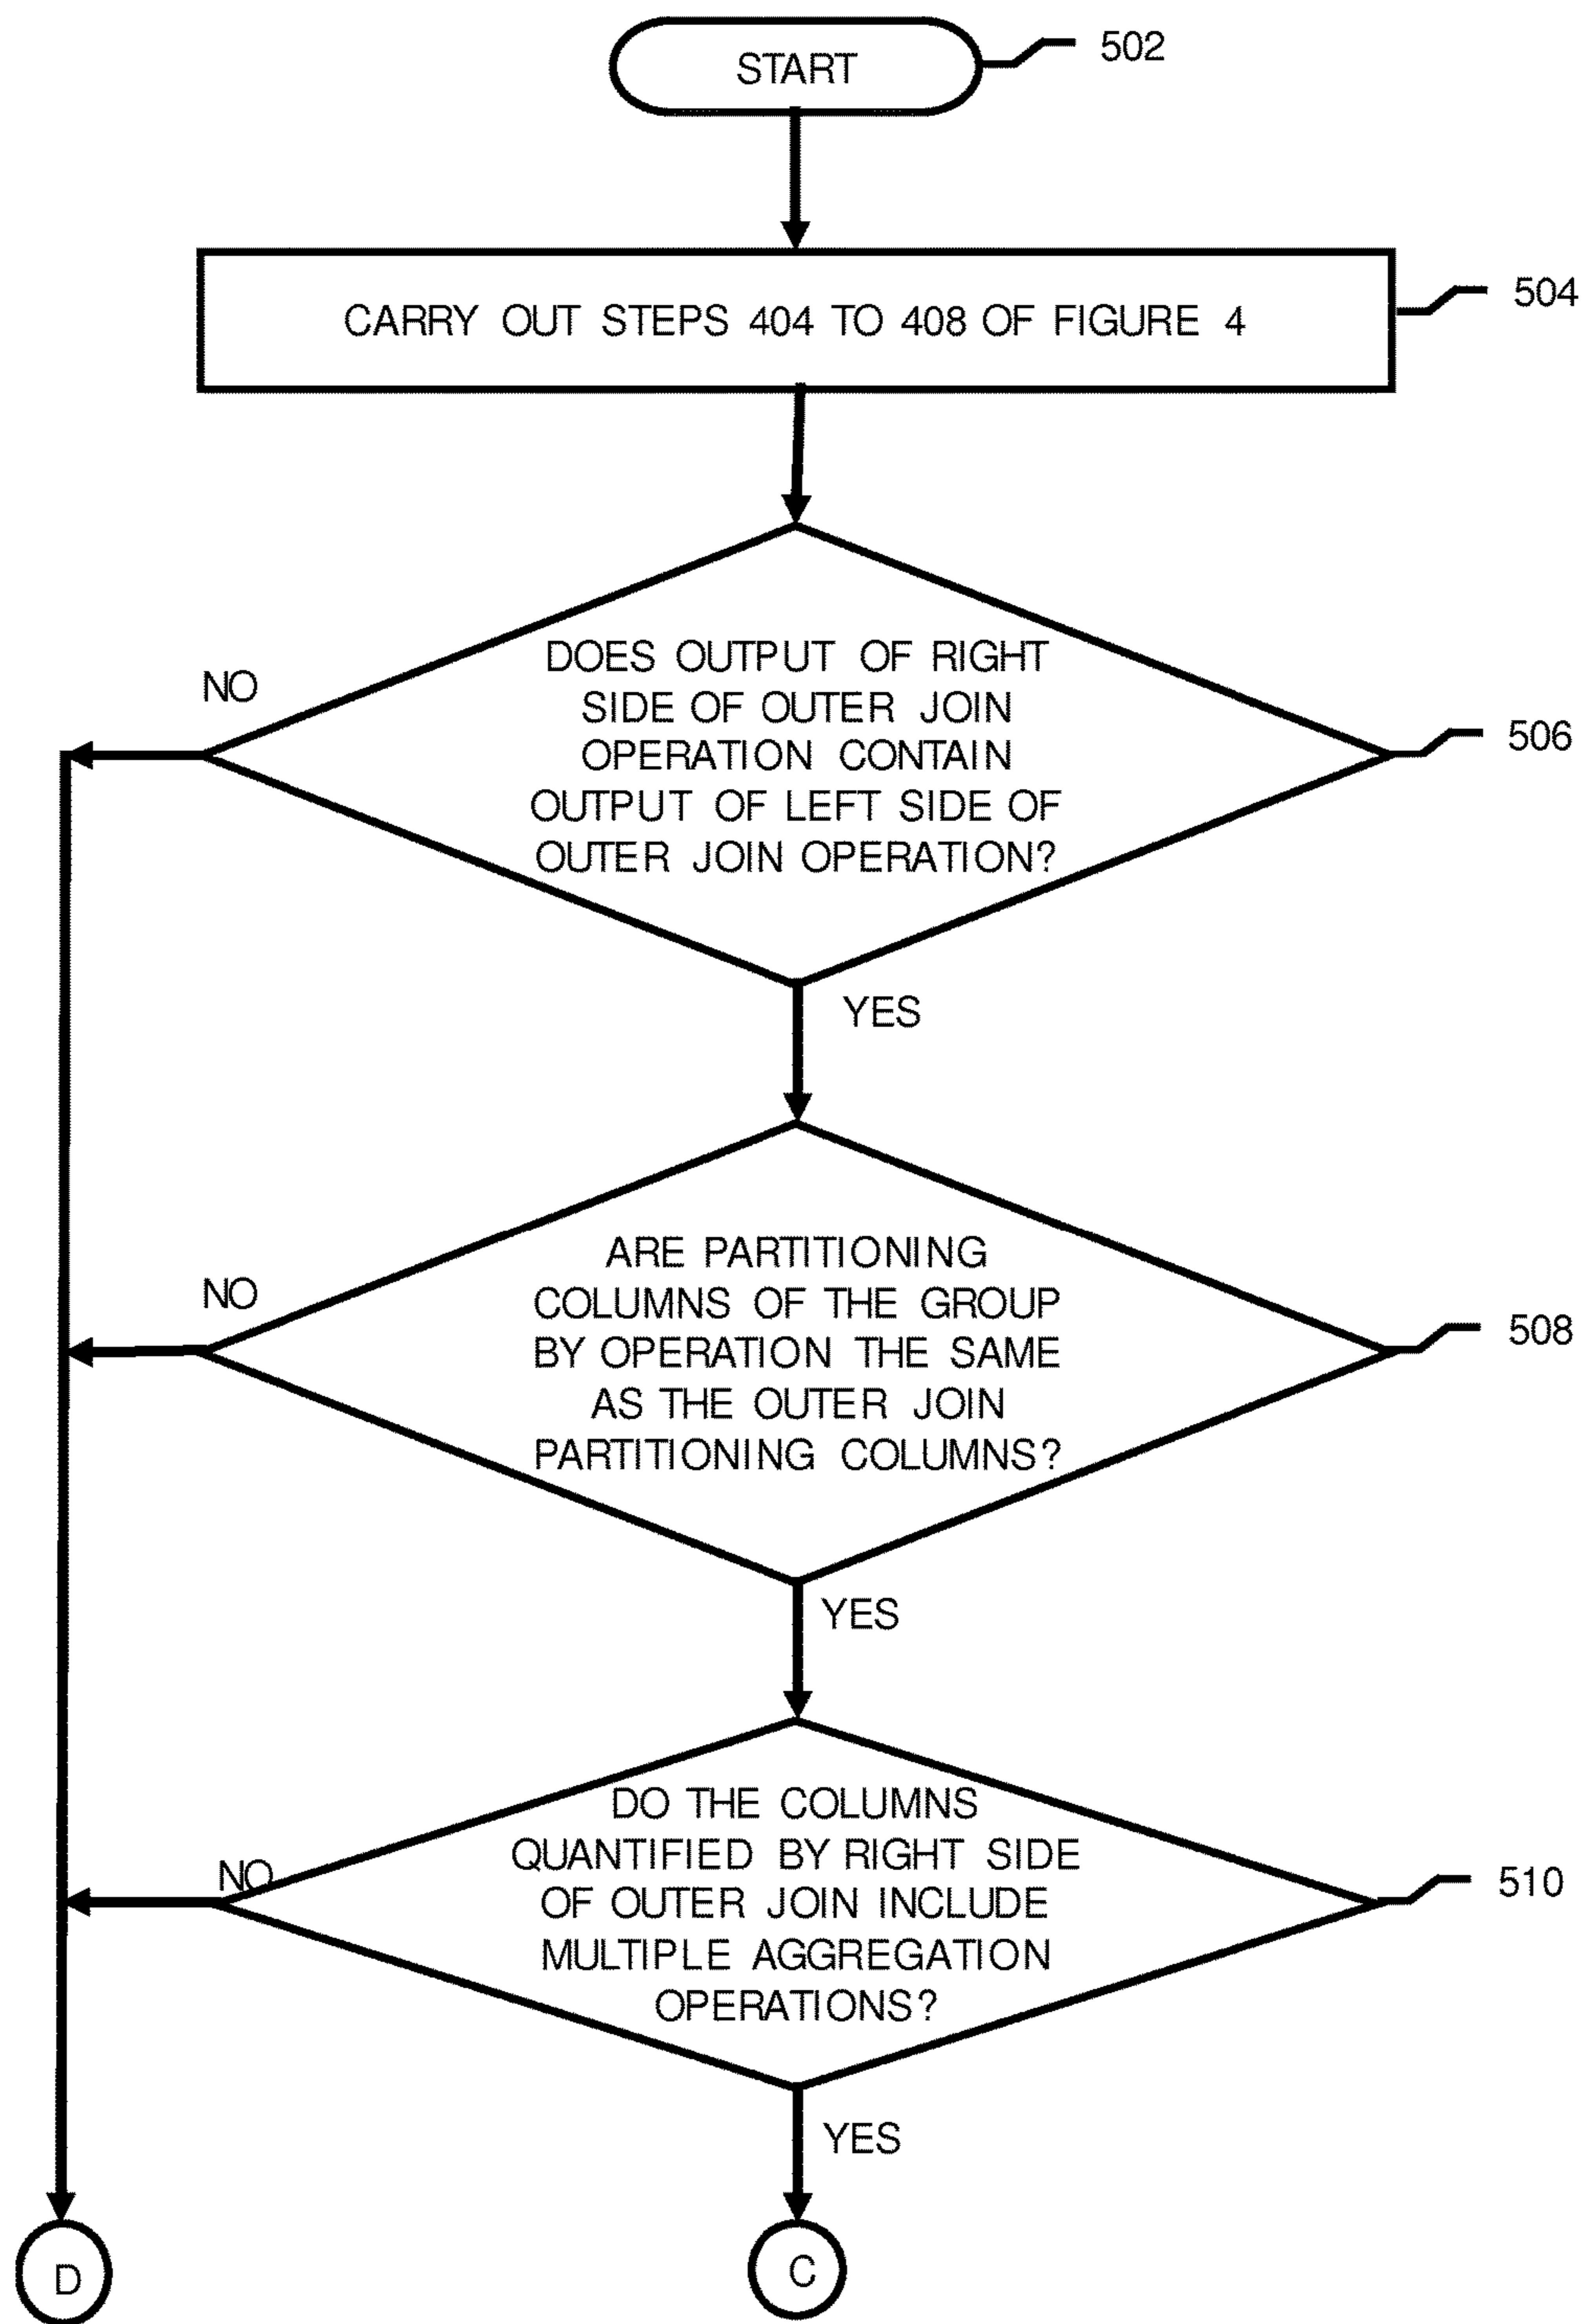 START
502
CARRY OUT STEPS 404 TO 408 OF FIGURE 4
504
DOES OUTPUT OF RIGHT
SIDE OF OUTER JOIN
OPERATION CONTAIN
OUTPUT OF LEFT SIDE OF
OUTER JOIN OPERATION?
NO
506
YES
ARE PARTITIONING
COLUMNS OF THE GROUP
BY OPERATION THE SAME
AS THE OUTER JOIN
PARTITIONING COLUMNS?
NO
508
YES
DO THE COLUMNS
QUANTIFIED BY RIGHT SIDE
OF OUTER JOIN INCLUDE
MULTIPLE AGGREGATION
OPERATIONS?
NO
510
YES
D
C